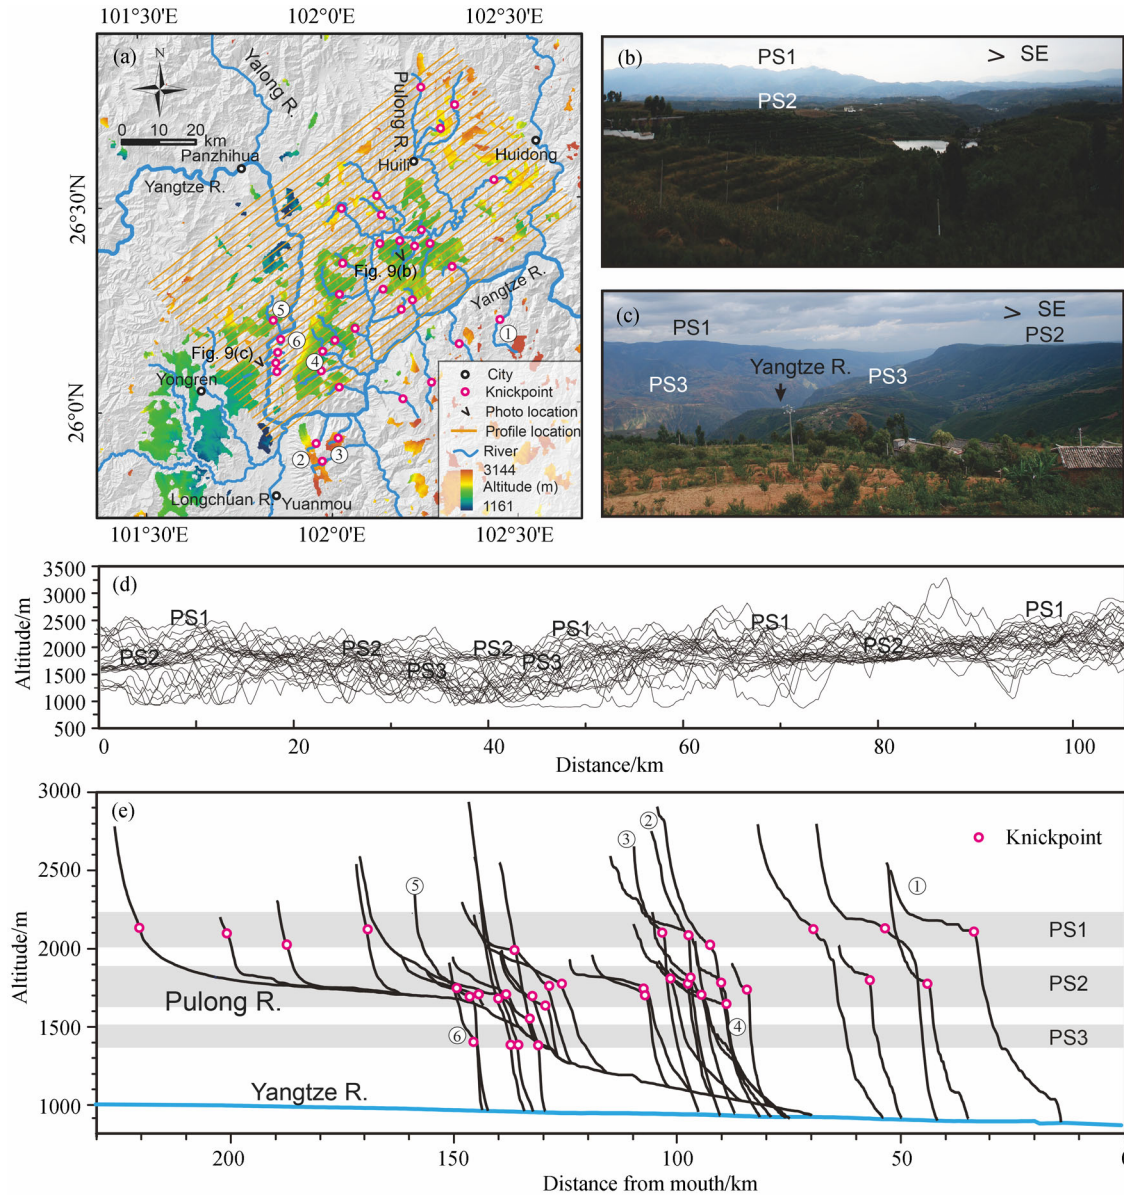 101°30'E 102°0'E 102°30'E
(a)
N
0 10 20
km
Yalong R.
Pulong R.
Panzhihua
Yangtze R.
Huili
Huidong
26°30'N
Fig. 9(b)
Yangtze R.
⑤
⑥
①
Fig. 9(c)
④
Yongren
26°0'N
②
③
Longchuan R.
Yuanmou
City
Knickpoint
Photo location
Profile location
River
3144
Altitude (m)
1161
101°30'E 102°0'E 102°30'E
(b)
PS1
SE
PS2
(c)
SE
PS1
PS2
Yangtze R.
PS3
PS3
(d)
3500
3000
2500
2000
1500
1000
500
Altitude/m
PS1
PS2
PS2
PS3
PS2
PS1
PS3
PS1
PS2
PS1
0 20 40 60 80 100
Distance/km
(e)
3000
2500
2000
1500
1000
Altitude/m
②
③
Knickpoint
⑤
①
PS1
PS2
Pulong R.
④
⑥
PS3
Yangtze R.
200 150 100 50
Distance from mouth/km